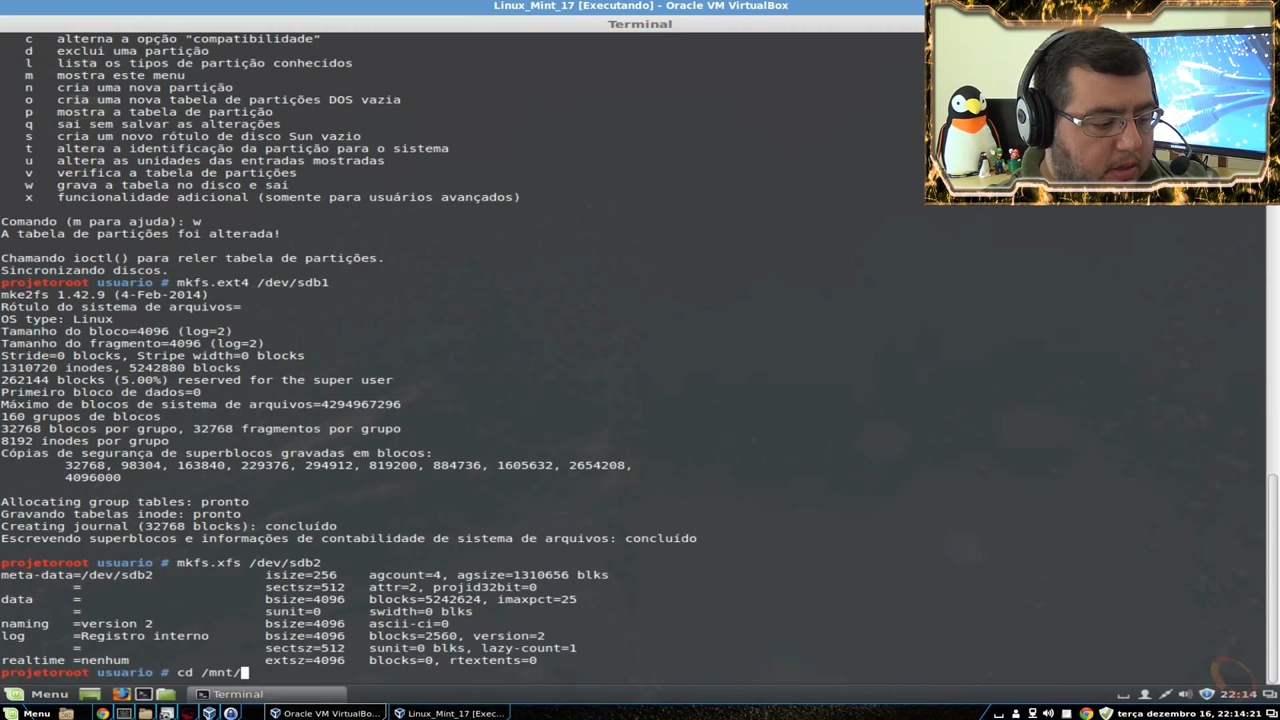 Linux_Mint_17 [Executando] - Oracle VM VirtualBox
Terminal
c   alterna a opção "compatibilidade"
d   exclui uma partição
l   lista os tipos de partição conhecidos
m   mostra este menu
n   cria uma nova partição
o   cria uma nova tabela de partições DOS vazia
p   mostra a tabela de partição
q   sai sem salvar as alterações
s   cria um novo rótulo de disco Sun vazio
t   altera a identificação da partição para o sistema
u   altera as unidades das entradas mostradas
v   verifica a tabela de partições
w   grava a tabela no disco e sai
x   funcionalidade adicional (somente para usuários avançados)
Comando (m para ajuda): w
A tabela de partições foi alterada!
Chamando ioctl() para reler tabela de partições.
Sincronizando discos.
projetoroot usuario # mkfs.ext4 /dev/sdb1
mke2fs 1.42.9 (4-Feb-2014)
Rótulo do sistema de arquivos=
OS type: Linux
Tamanho do bloco=4096 (log=2)
Tamanho do fragmento=4096 (log=2)
Stride=0 blocks, Stripe width=0 blocks
1310720 inodes, 5242880 blocks
262144 blocks (5.00%) reserved for the super user
Primeiro bloco de dados=0
Máximo de blocos de sistema de arquivos=4294967296
160 grupos de blocos
32768 blocos por grupo, 32768 fragmentos por grupo
8192 inodes por grupo
Cópias de segurança de superblocos gravadas em blocos:
32768, 98304, 163840, 229376, 294912, 819200, 884736, 1605632, 2654208,
4096000
Allocating group tables: pronto
Gravando tabelas inode: pronto
Creating journal (32768 blocks): concluído
Escrevendo superblocos e informações de contabilidade de sistema de arquivos: concluído
projetoroot usuario # mkfs.xfs /dev/sdb2
meta-data=/dev/sdb2              isize=256    agcount=4, agsize=1310656 blks
         =                       sectsz=512   attr=2, projid32bit=0
data     =                       bsize=4096   blocks=5242624, imaxpct=25
         =                       sunit=0      swidth=0 blks
naming   =version 2              bsize=4096   ascii-ci=0
log      =Registro interno       bsize=4096   blocks=2560, version=2
         =                       sectsz=512   sunit=0 blks, lazy-count=1
realtime =nenhum                 extsz=4096   blocks=0, rtextents=0
projetoroot usuario # cd /mnt/
Menu Terminal 22:14
Menu Oracle VM VirtualBo... Linux_Mint_17 [Exec... terça dezembro 16, 22:14:21